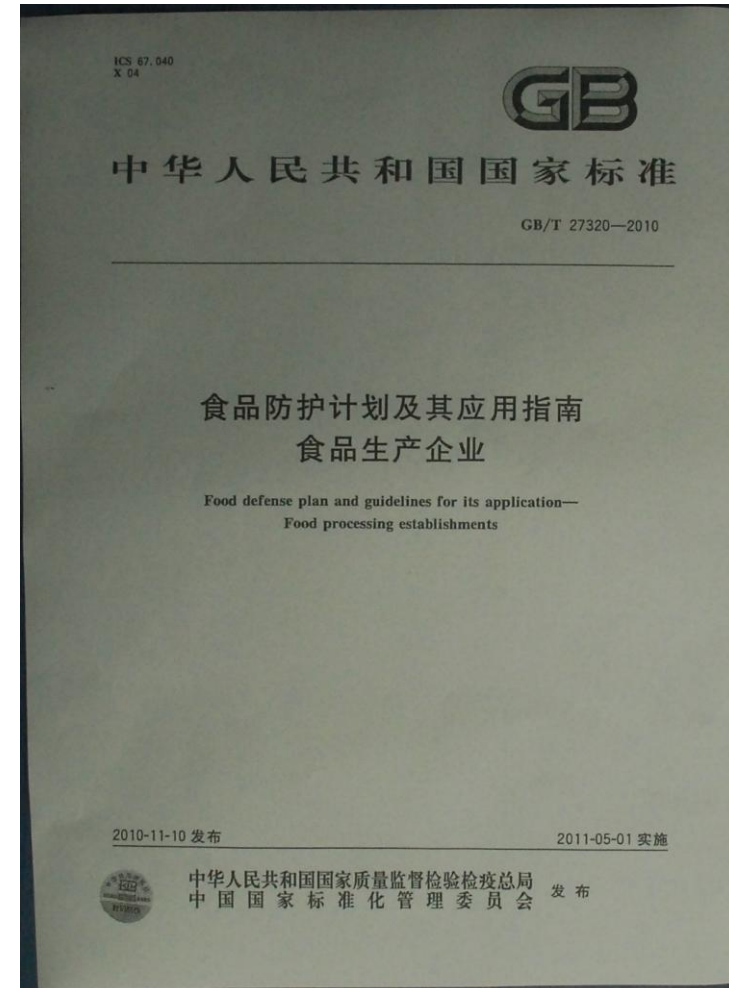 ICS 67.040
X 04
GB
中华人民共和国国家标准
GB/T 27320—2010
食品防护计划及其应用指南
食品生产企业
Food defense plan and guidelines for its application—
Food processing establishments
2010-11-10 发布
2011-05-01 实施
中华人民共和国国家质量监督检验检疫总局
中国国家标准化管理委员会
发布